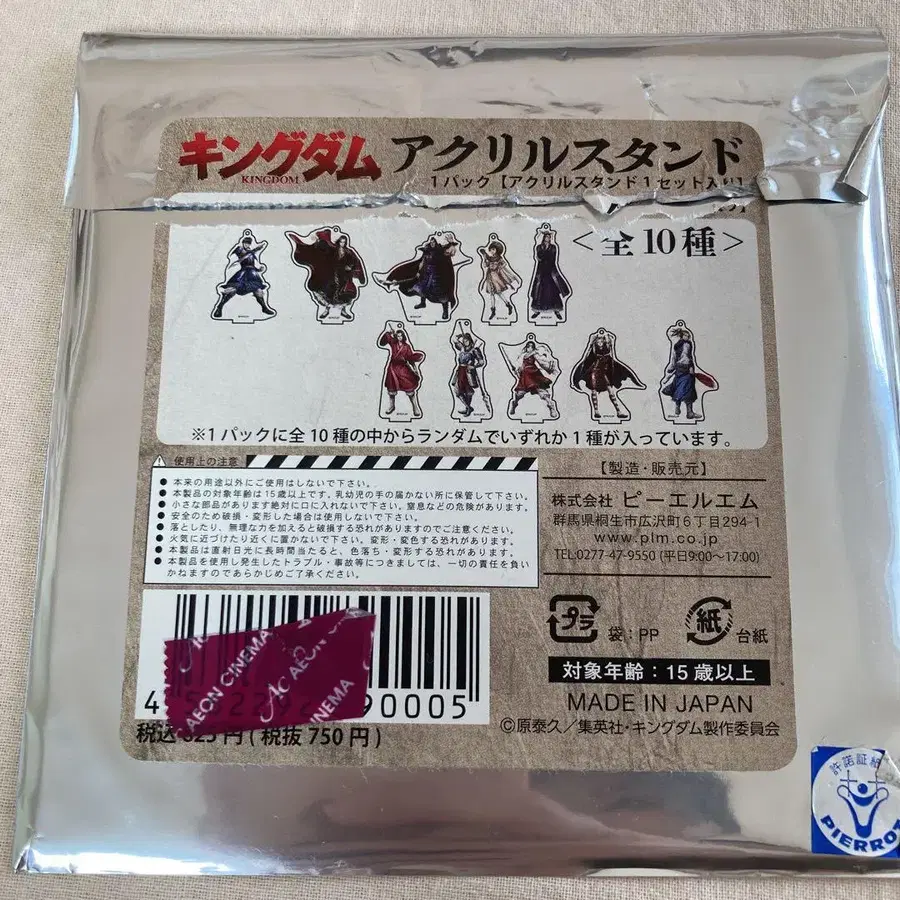 キングダム アクリルスタンド
KINGDOM
1パック【アクリルスタンド1セット入り】
<全10種>
※1パックに全10種の中からランダムでいずれか1種が入っています。
使用上の注意
● 本来の用途以外にご使用はしないで下さい。
● 本製品の対象年齢は15歳以上です。乳幼児の手の届かない所に保管して下さい。
● 小さな部品がありますが絶対に口に入れないで下さい。窒息などの危険があります。
● 安全のため破損・変形した場合は使用しないで下さい。
● 落としたり、無理な力を加えると破損する恐れがありますのでご注意ください。
● 火気に近づけたり近くに置かないで下さい。変形・変色する恐れがあります。
● 本製品は直射日光に長時間当たると、色落ち・変形する恐れがあります。
● 本製品を使用し発生したトラブル・事故等につきましては、一切の責任を負い
かねますのであらかじめご了承ください。
【製造・販売元】
株式会社 ピーエルエム
群馬県桐生市広沢町6丁目294-1
www.plm.co.jp
TEL.0277-47-9550 (平日9:00~17:00)
プラ 袋:PP 紙 台紙
対象年齢:15歳以上
MADE IN JAPAN
©原泰久/集英社・キングダム製作委員会
AEON CINEMA
AC AEON
CINEMA
90005
税込 825円(税抜 750円)
許諾証紙
PIERROT